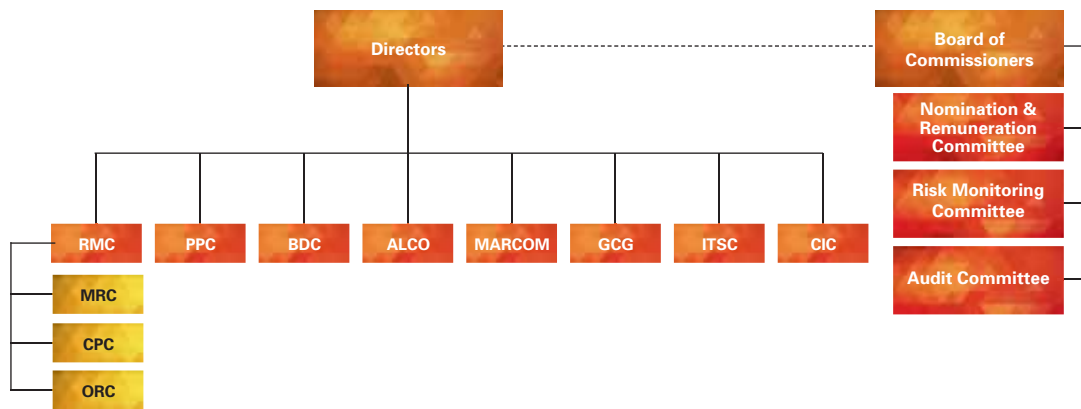 Directors
Board of
Commissioners
Nomination &
Remuneration
Committee
Risk Monitoring
Committee
Audit Committee
RMC
PPC
BDC
ALCO
MARCOM
GCG
ITSC
CIC
MRC
CPC
ORC